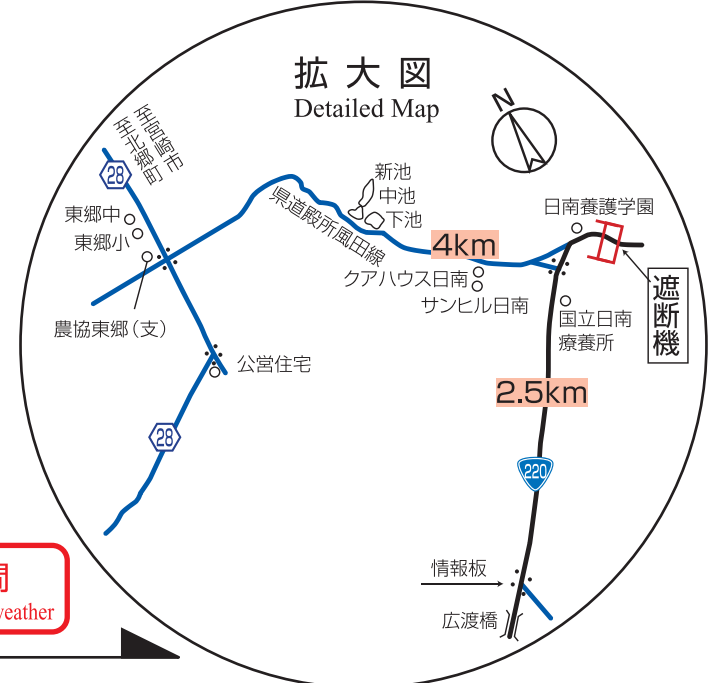 拡大図
Detailed Map
N
至宮崎市
至北郷町
28
東郷中
東郷小
農協東郷(支)
公営住宅
28
県道殿所風田線
新池
中池
下池
4km
クアハウス日南
サンヒル日南
日南養護学園
国立日南
療養所
遮断機
2.5km
220
情報板
広渡橋
間
weather